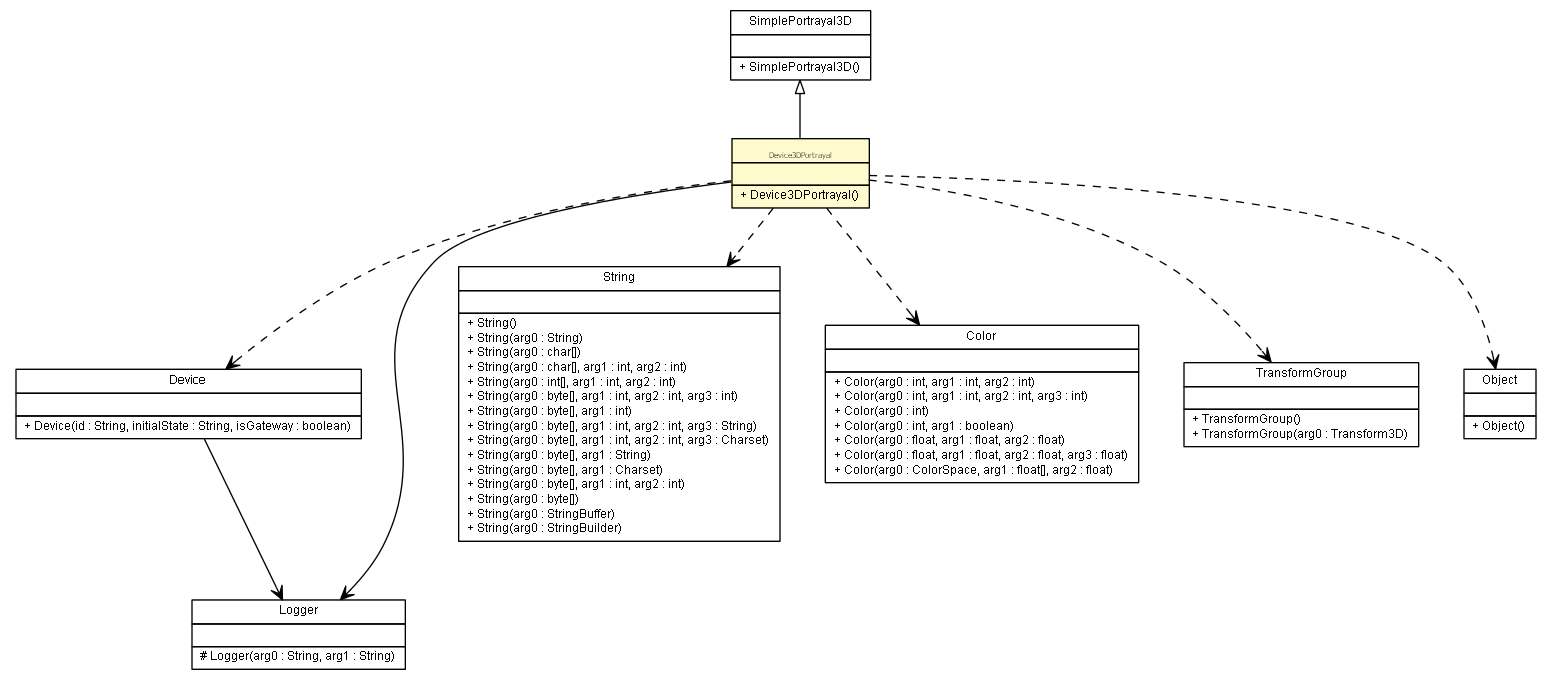 SimplePortrayal3D
+ SimplePortrayal3D()
Device3DPortrayal
+ Device3DPortrayal()
String
+ String()
+ String(arg0 : String)
+ String(arg0 : char[])
+ String(arg0 : char[], arg1 : int, arg2 : int)
+ String(arg0 : int[], arg1 : int, arg2 : int)
+ String(arg0 : byte[], arg1 : int, arg2 : int, arg3 : int)
+ String(arg0 : byte[], arg1 : int)
+ String(arg0 : byte[], arg1 : int, arg2 : int, arg3 : String)
+ String(arg0 : byte[], arg1 : int, arg2 : int, arg3 : Charset)
+ String(arg0 : byte[], arg1 : String)
+ String(arg0 : byte[], arg1 : Charset)
+ String(arg0 : byte[], arg1 : int, arg2 : int)
+ String(arg0 : byte[])
+ String(arg0 : StringBuffer)
+ String(arg0 : StringBuilder)
Color
+ Color(arg0 : int, arg1 : int, arg2 : int)
+ Color(arg0 : int, arg1 : int, arg2 : int, arg3 : int)
+ Color(arg0 : int)
+ Color(arg0 : int, arg1 : boolean)
+ Color(arg0 : float, arg1 : float, arg2 : float)
+ Color(arg0 : float, arg1 : float, arg2 : float, arg3 : float)
+ Color(arg0 : ColorSpace, arg1 : float[], arg2 : float)
TransformGroup
+ TransformGroup()
+ TransformGroup(arg0 : Transform3D)
Object
+ Object()
Device
+ Device(id : String, initialState : String, isGateway : boolean)
Logger
# Logger(arg0 : String, arg1 : String)